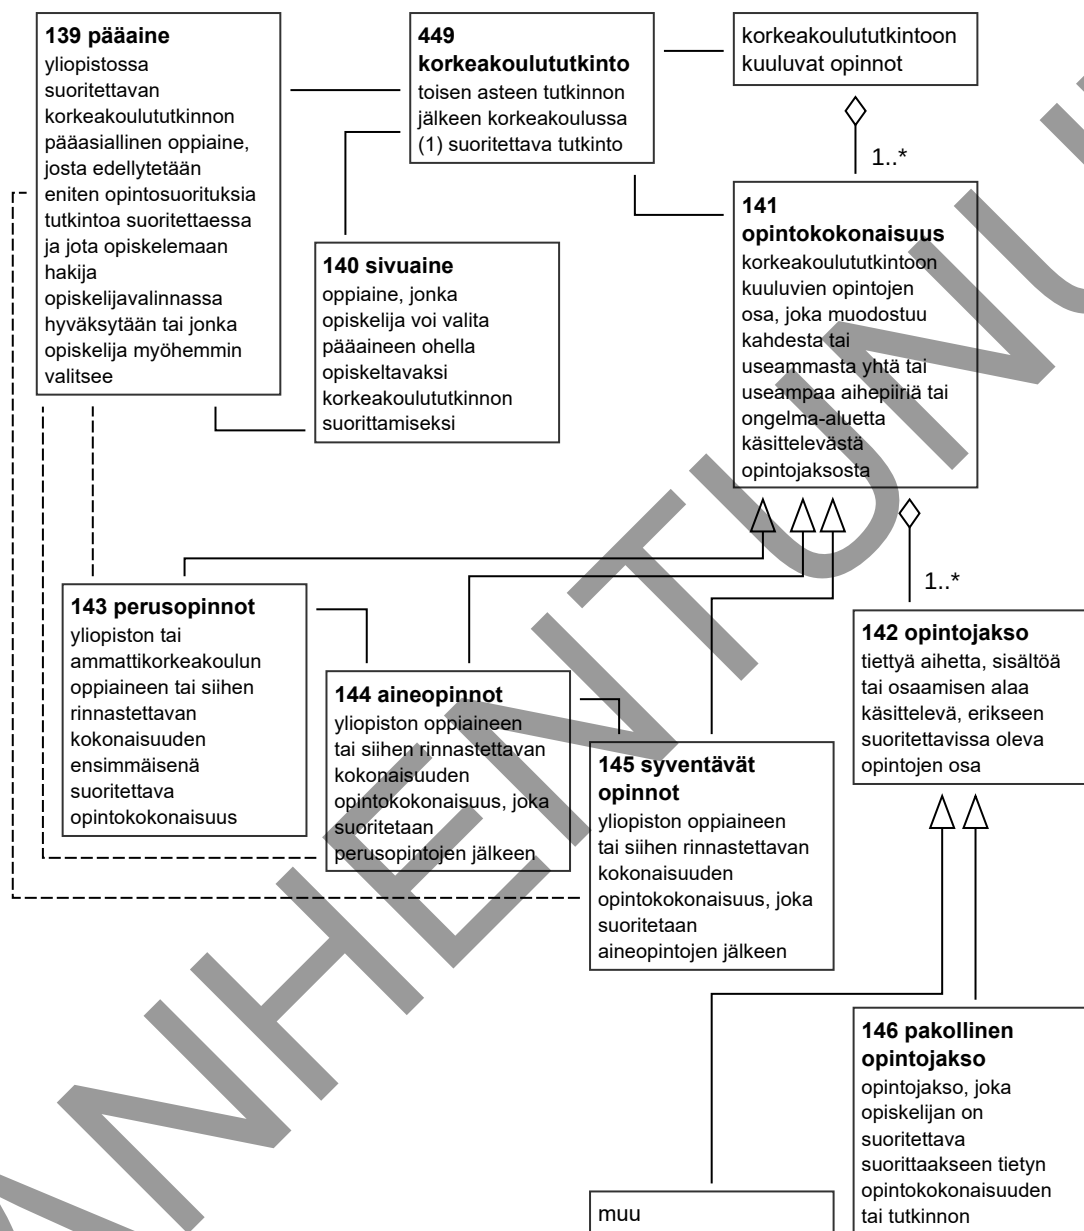 139 pääaine
yliopistossa
suoritettavan
korkeakoulututkinnon
pääasiallinen oppiaine,
josta edellytetään
eniten opintosuorituksia
tutkintoa suoritettaessa
ja jota opiskelemaan
hakija
opiskelijavalinnassa
hyväksytään tai jonka
opiskelija myöhemmin
valitsee
449
korkeakoulututkinto
toisen asteen tutkinnon
jälkeen korkeakoulussa
(1) suoritettava tutkinto
korkeakoulututkintoon
kuuluvat opinnot
1..*
140 sivuaine
oppiaine, jonka
opiskelija voi valita
pääaineen ohella
opiskeltavaksi
korkeakoulututkinnon
suorittamiseksi
141
opintokokonaisuus
korkeakoulututkintoon
kuuluvien opintojen
osa, joka muodostuu
kahdesta tai
useammasta yhtä tai
useampaa aihepiiriä tai
ongelma-aluetta
käsittelevästä
opintojaksosta
1..*
143 perusopinnot
yliopiston tai
ammattikorkeakoulun
oppiaineen tai siihen
rinnastettavan
kokonaisuuden
ensimmäisenä
suoritettava
opintokokonaisuus
144 aineopinnot
yliopiston oppiaineen
tai siihen rinnastettavan
kokonaisuuden
opintokokonaisuus, joka
suoritetaan
perusopintojen jälkeen
145 syventävät
opinnot
yliopiston oppiaineen
tai siihen rinnastettavan
kokonaisuuden
opintokokonaisuus, joka
suoritetaan
aineopintojen jälkeen
142 opintojakso
tiettyä aihetta, sisältöä
tai osaamisen alaa
käsittelevä, erikseen
suoritettavissa oleva
opintojen osa
146 pakollinen
opintojakso
opintojakso, joka
opiskelijan on
suoritettava
suorittaakseen tietyn
opintokokonaisuuden
tai tutkinnon
muu
ANHENTUNU